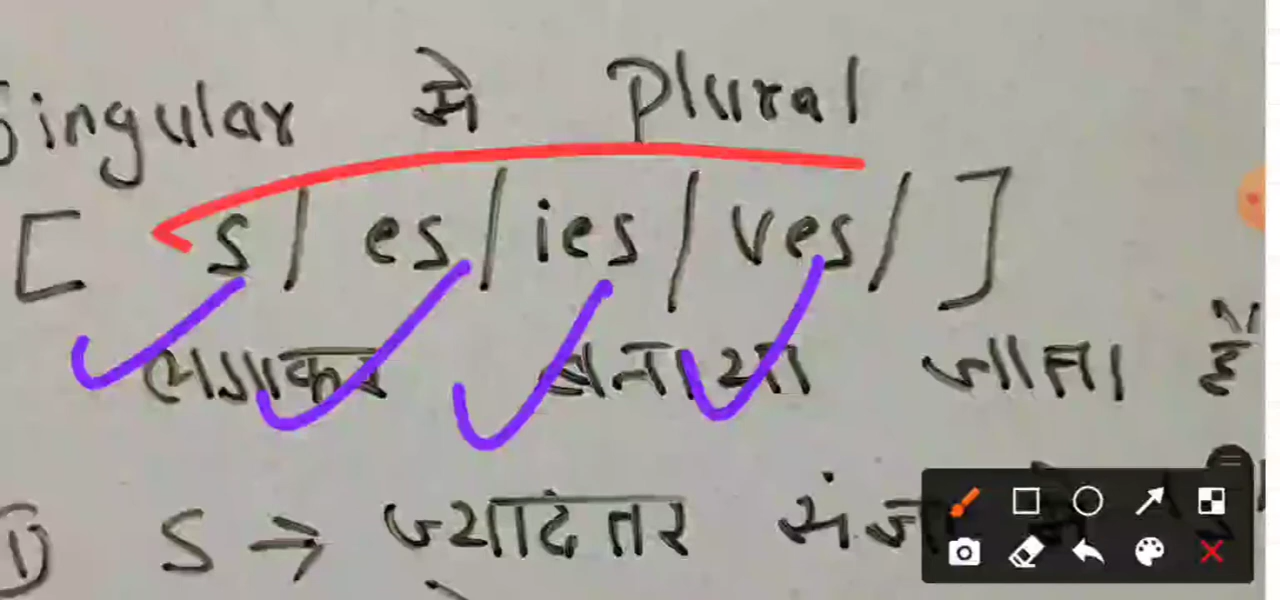 Singular से Plural
[ s / es / ies / ves / ]
लगाकर बनाया जाता है
① S → ज्यादेतर